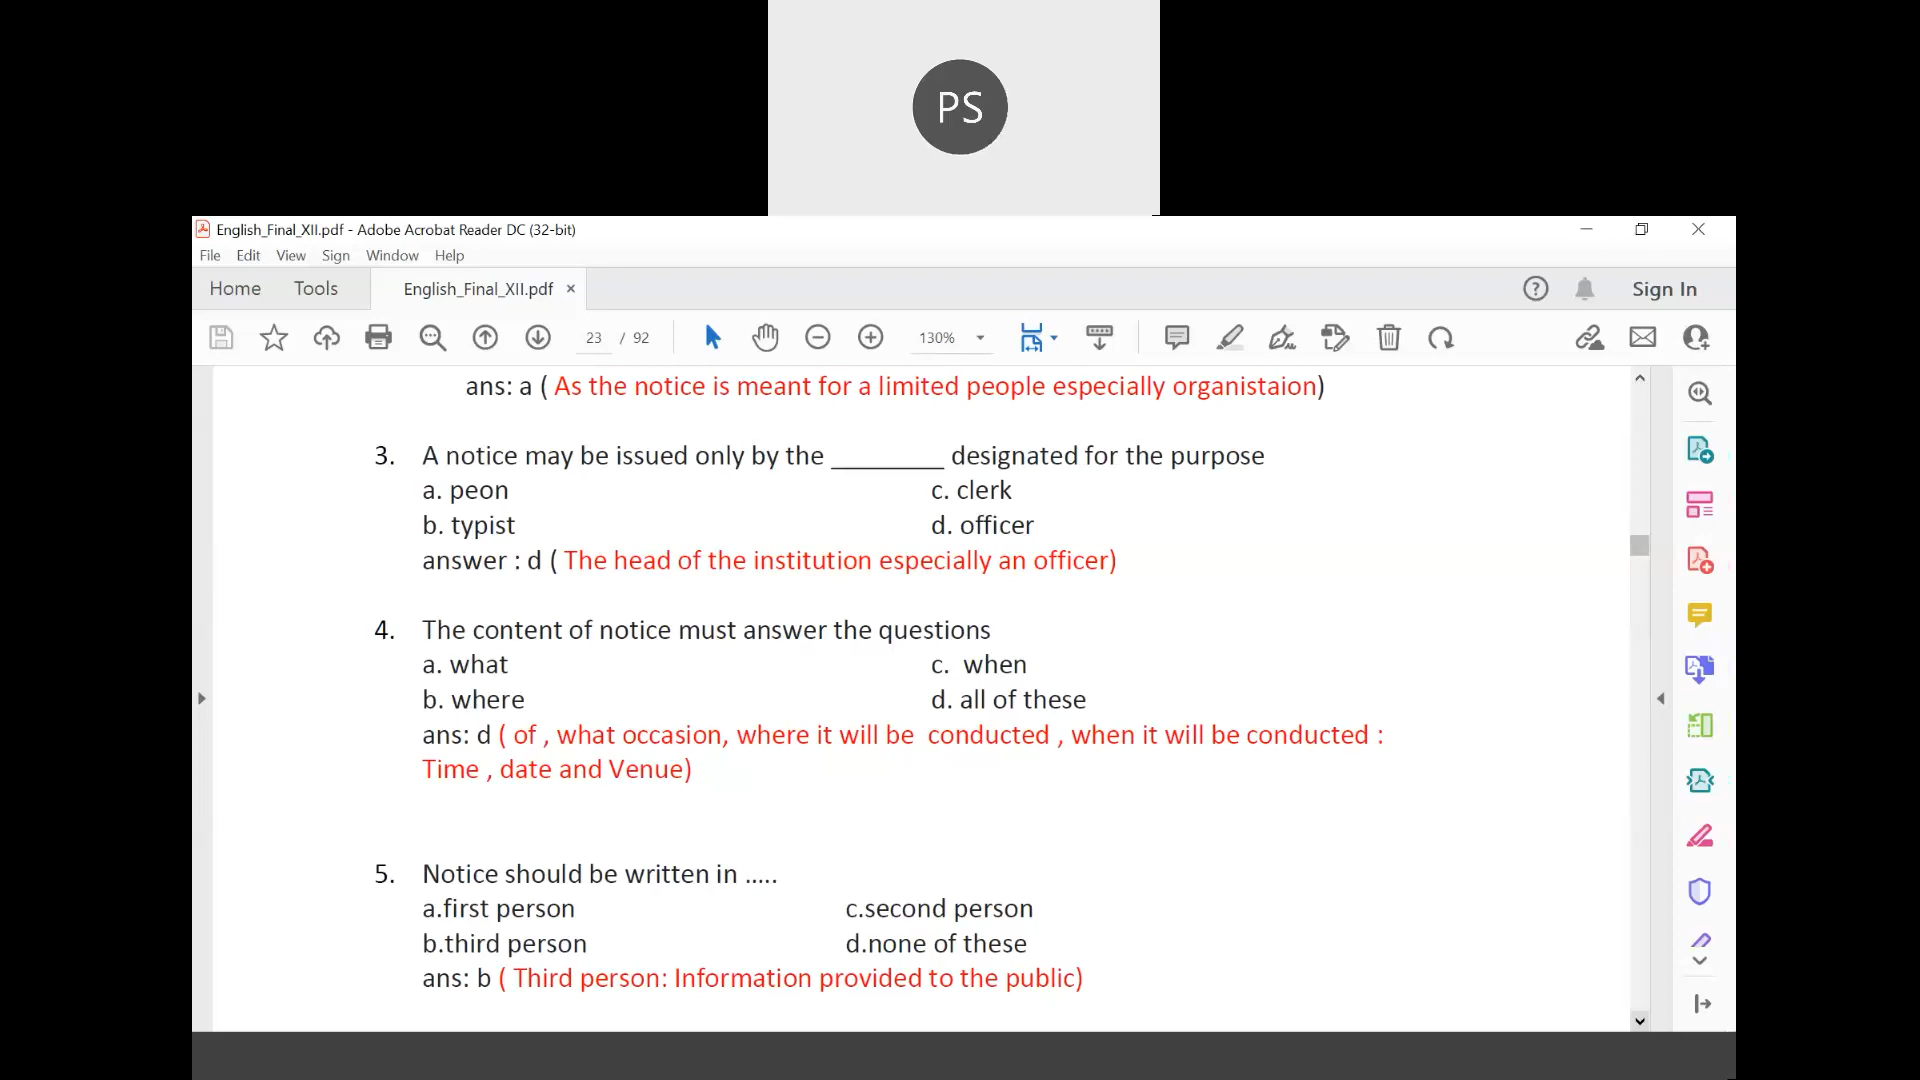 PS
English_Final_XII.pdf - Adobe Acrobat Reader DC (32-bit)
File Edit View Sign Window Help
Home Tools English_Final_XII.pdf × Sign In
23 / 92 130%
ans: a ( As the notice is meant for a limited people especially organistaion)
3. A notice may be issued only by the ________ designated for the purpose
a. peon c. clerk
b. typist d. officer
answer : d ( The head of the institution especially an officer)
4. The content of notice must answer the questions
a. what c. when
b. where d. all of these
ans: d ( of , what occasion, where it will be conducted , when it will be conducted :
Time , date and Venue)
5. Notice should be written in .....
a.first person c.second person
b.third person d.none of these
ans: b ( Third person: Information provided to the public)